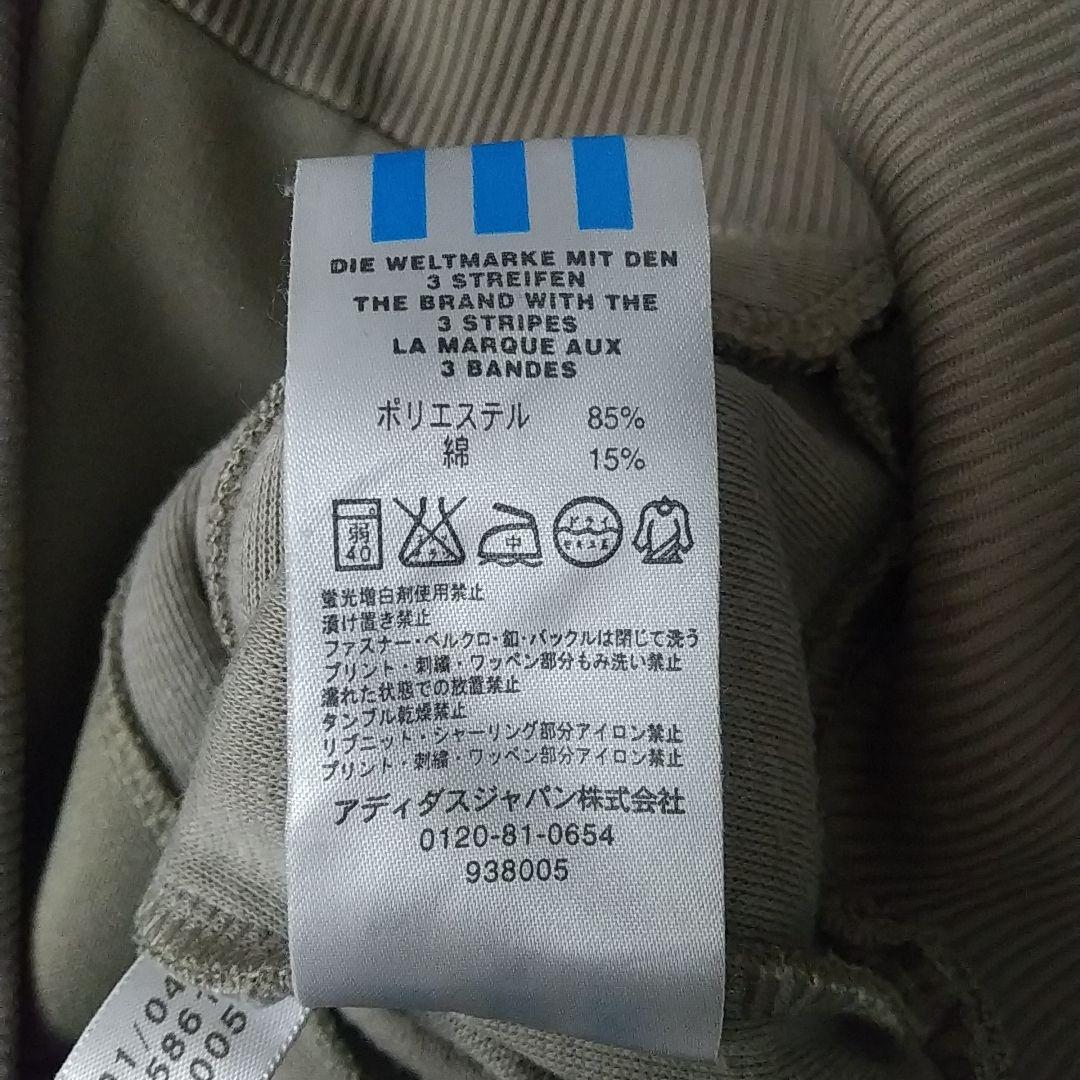 DIE WELTMARKE MIT DEN
3 STREIFEN
THE BRAND WITH THE
3 STRIPES
LA MARQUE AUX
3 BANDES
ポリエステル 85%
綿 15%
弱
40
中
ドライ
蛍光増白剤使用禁止
漬け置き禁止
ファスナー・ベルクロ・釦・バックルは閉じて洗う
プリント・刺繍・ワッペン部分もみ洗い禁止
濡れた状態での放置禁止
タンブル乾燥禁止
リブニット・シャーリング部分アイロン禁止
プリント・刺繍・ワッペン部分アイロン禁止
アディダスジャパン株式会社
0120-81-0654
938005
1/04
586
005